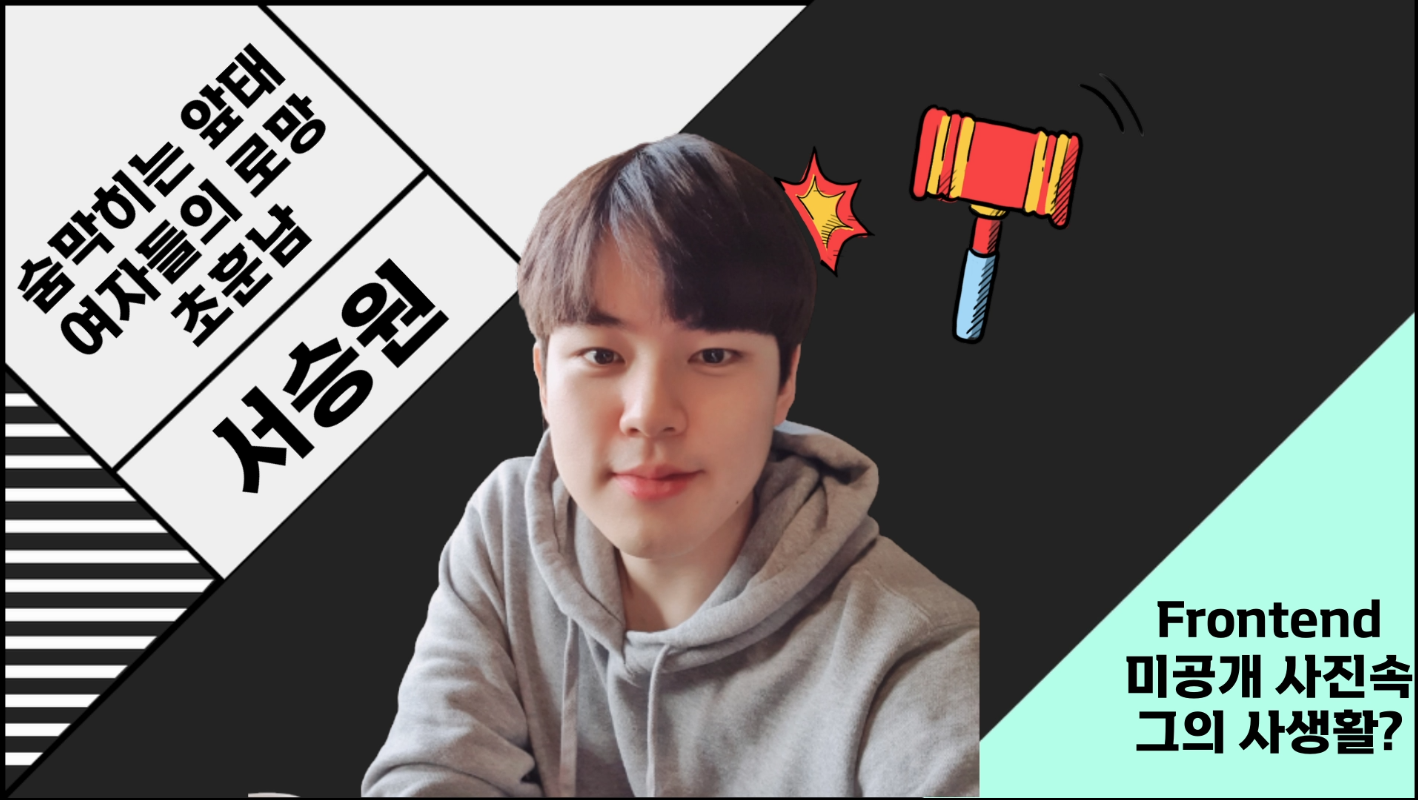 숨막히는 앞태
여자들의 로망
초훈남
서승원
Frontend
미공개 사진속
그의 사생활?